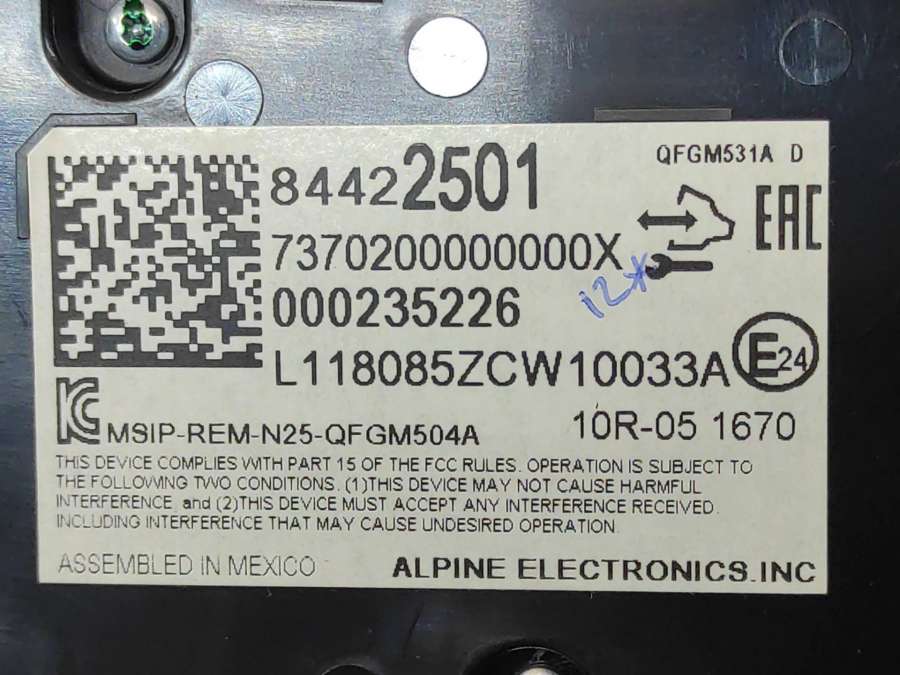 QFGM531A D
84422501
7370200000000X
EAC
12*
000235226
L118085ZCW10033A
E24
KC MSIP-REM-N25-QFGM504A
10R-05 1670
THIS DEVICE COMPLIES WITH PART 15 OF THE FCC RULES. OPERATION IS SUBJECT TO
THE FOLLOWING TWO CONDITIONS. (1)THIS DEVICE MAY NOT CAUSE HARMFUL
INTERFERENCE, and (2)THIS DEVICE MUST ACCEPT ANY INTERFERENCE RECEIVED.
INCLUDING INTERFERENCE THAT MAY CAUSE UNDESIRED OPERATION.
ASSEMBLED IN MEXICO
ALPINE ELECTRONICS.INC